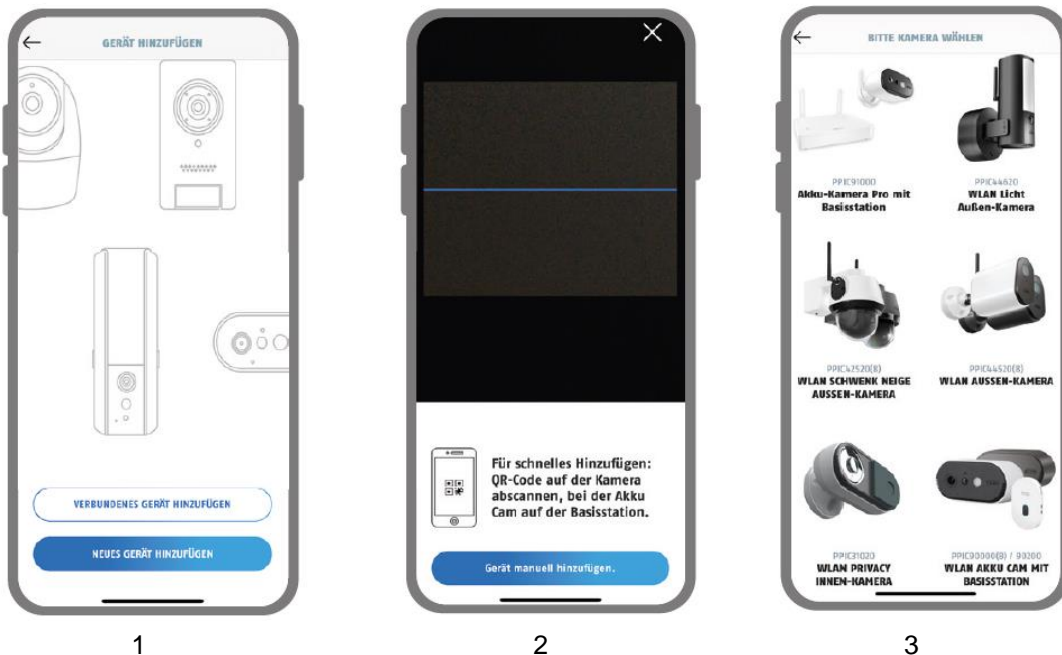 GERÄT HINZUFÜGEN
VERBUNDENES GERÄT HINZUFÜGEN
NEUES GERÄT HINZUFÜGEN
1
Für schnelles Hinzufügen:
QR-Code auf der Kamera
abscannen, bei der Akku
Cam auf der Basisstation.
Gerät manuell hinzufügen.
2
BITTE KAMERA WÄHLEN
PPIC91000
Akku-Kamera Pro mit
Basisstation
PPIC44620
WLAN Licht
Außen-Kamera
PPIC42520(B)
WLAN SCHWENK NEIGE
AUSSEN-KAMERA
PPIC44520(B)
WLAN AUSSEN-KAMERA
PPIC31020
WLAM PRIVACY
INNEN-KAMERA
PPIC90000(B) / 90200
WLAN AKKU CAM MIT
BASISSTATION
3